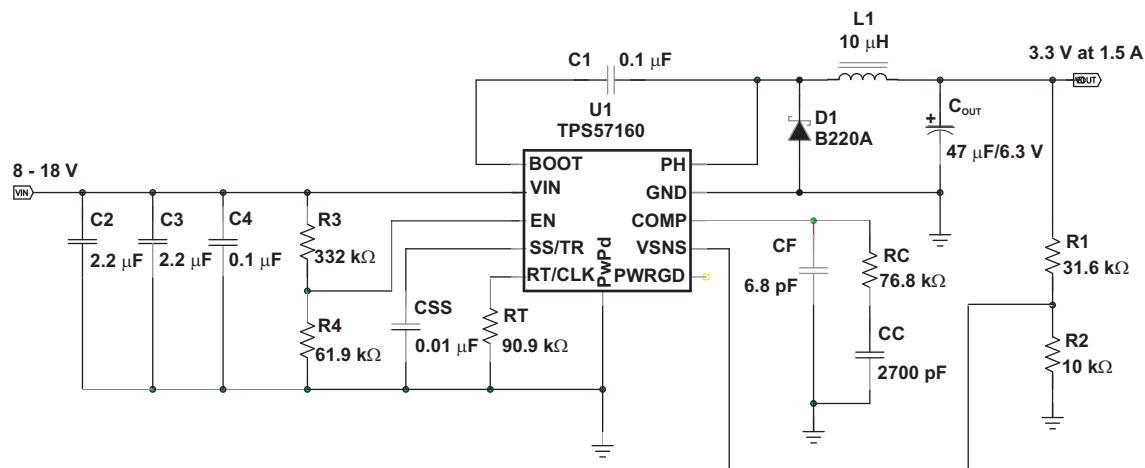 L1
10 μH
3.3 V at 1.5 A
C1
0.1 μF
U1
TPS57160
D1
B220A
C_OUT
+
47 μF/6.3 V
8 - 18 V
VIN
BOOT
VIN
EN
SS/TR
RT/CLK
PwPd
PH
GND
COMP
VSNS
PWRGD
C2
2.2 μF
C3
2.2 μF
C4
0.1 μF
R3
332 kΩ
R4
61.9 kΩ
CSS
0.01 μF
RT
90.9 kΩ
CF
6.8 pF
RC
76.8 kΩ
CC
2700 pF
R1
31.6 kΩ
R2
10 kΩ